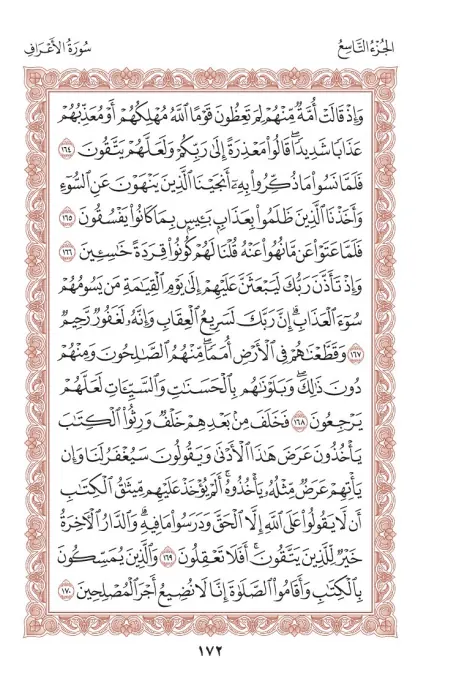 الجزء التاسع
سورة الأعراف
وَإِذْ قَالَتْ أُمَّةٌ مِّنْهُمْ لِمَ تَعِظُونَ قَوْمًا اللَّهُ مُهْلِكُهُمْ أَوْ مُعَذِّبُهُمْ
عَذَابًا شَدِيدًا ۖ قَالُوا مَعْذِرَةً إِلَىٰ رَبِّكُمْ وَلَعَلَّهُمْ يَتَّقُونَ ١٦٤
فَلَمَّا نَسُوا مَا ذُكِّرُوا بِهِ أَنجَيْنَا الَّذِينَ يَنْهَوْنَ عَنِ السُّوءِ
وَأَخَذْنَا الَّذِينَ ظَلَمُوا بِعَذَابٍ بَئِيسٍ بِمَا كَانُوا يَفْسُقُونَ ١٦٥
فَلَمَّا عَتَوْا عَن مَّا نُهُوا عَنْهُ قُلْنَا لَهُمْ كُونُوا قِرَدَةً خَاسِئِينَ ١٦٦
وَإِذْ تَأَذَّنَ رَبُّكَ لَيَبْعَثَنَّ عَلَيْهِمْ إِلَىٰ يَوْمِ الْقِيَامَةِ مَن يَسُومُهُمْ
سُوءَ الْعَذَابِ ۗ إِنَّ رَبَّكَ لَسَرِيعُ الْعِقَابِ ۖ وَإِنَّهُ لَغَفُورٌ رَّحِيمٌ
١٦٧ وَقَطَّعْنَاهُمْ فِي الْأَرْضِ أُمَمًا ۖ مِّنْهُمُ الصَّالِحُونَ وَمِنْهُمْ
دُونَ ذَٰلِكَ ۖ وَبَلَوْنَاهُم بِالْحَسَنَاتِ وَالسَّيِّئَاتِ لَعَلَّهُمْ
يَرْجِعُونَ ١٦٨ فَخَلَفَ مِن بَعْدِهِمْ خَلْفٌ وَرِثُوا الْكِتَابَ
يَأْخُذُونَ عَرَضَ هَٰذَا الْأَدْنَىٰ وَيَقُولُونَ سَيُغْفَرُ لَنَا وَإِن
يَأْتِهِمْ عَرَضٌ مِّثْلُهُ يَأْخُذُوهُ ۚ أَلَمْ يُؤْخَذْ عَلَيْهِم مِّيثَاقُ الْكِتَابِ
أَن لَّا يَقُولُوا عَلَى اللَّهِ إِلَّا الْحَقَّ وَدَرَسُوا مَا فِيهِ ۗ وَالدَّارُ الْآخِرَةُ
خَيْرٌ لِّلَّذِينَ يَتَّقُونَ ۗ أَفَلَا تَعْقِلُونَ ١٦٩ وَالَّذِينَ يُمَسِّكُونَ
بِالْكِتَابِ وَأَقَامُوا الصَّلَاةَ إِنَّا لَا نُضِيعُ أَجْرَ الْمُصْلِحِينَ ١٧٠
١٧٢